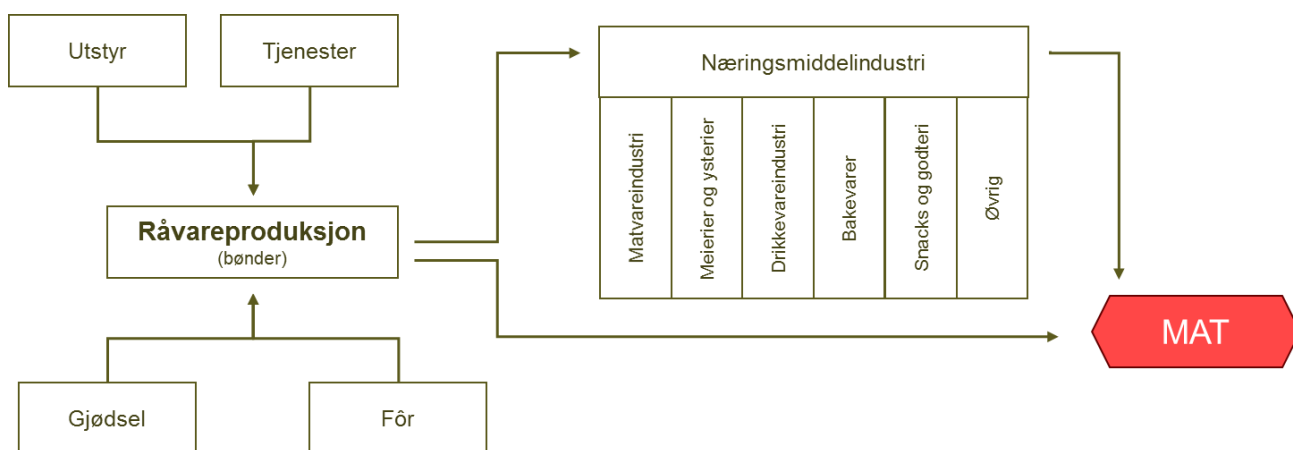 Utstyr
Tjenester
Næringsmiddelindustri
Matvareindustri
Meierier og ysterier
Drikkevareindustri
Bakevarer
Snacks og godteri
Øvrig
Råvareproduksjon
(bønder)
MAT
Gjødsel
Fôr